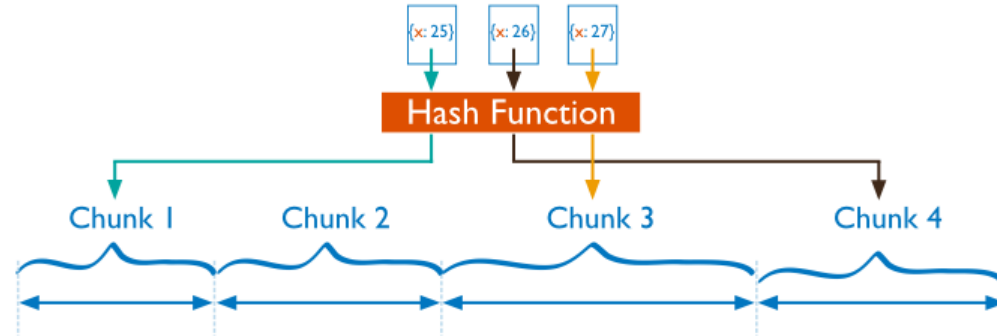 {x: 25} {x: 26} {x: 27}
Hash Function
Chunk 1 Chunk 2 Chunk 3 Chunk 4